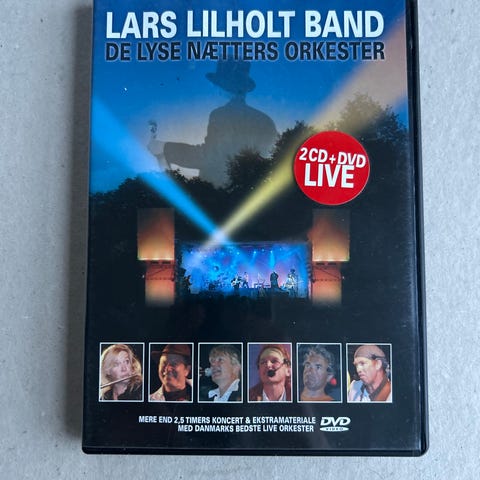 LARS LILHOLT BAND
DE LYSE NÆTTERS ORKESTER
2 CD + DVD
LIVE
MERE END 2,5 TIMERS KONCERT & EKSTRAMATERIALE
MED DANMARKS BEDSTE LIVE ORKESTER
DVD
VIDEO